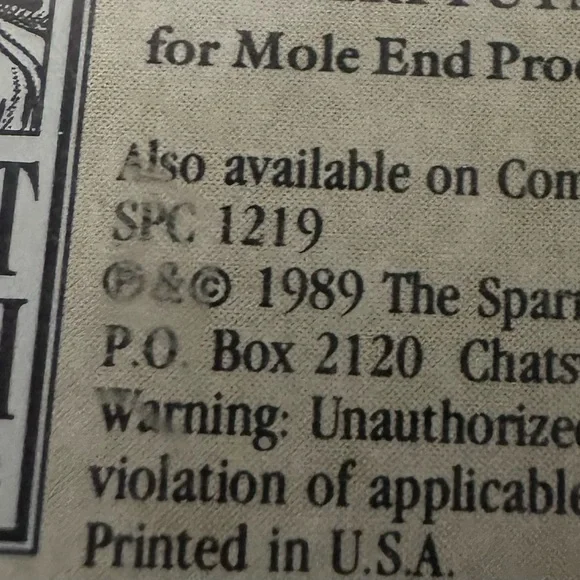 for Mole End Pro
Also available on Com
SPC 1219
℗&© 1989 The Spar
P.O. Box 2120 Chats
Warning: Unauthorize
violation of applicable
Printed in U.S.A.